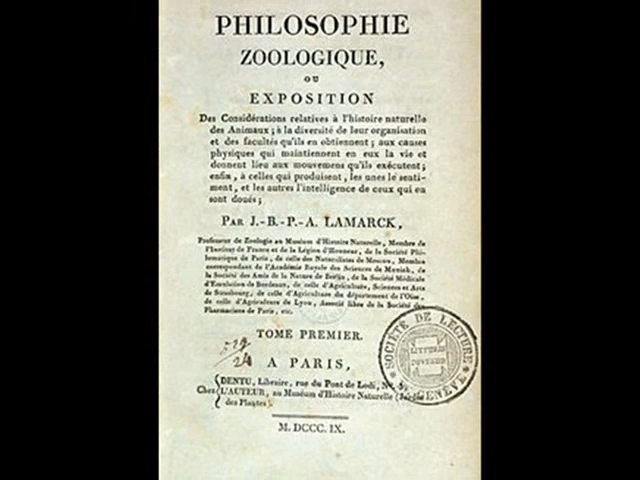 PHILOSOPHIE
ZOOLOGIQUE,
OU
EXPOSITION
Des Considérations relatives à l'histoire naturelle
des Animaux; à la diversité de leur organisation
et des facultés qu'ils en obtiennent; aux causes
physiques qui maintiennent en eux la vie et
donnent lieu aux mouvemens qu'ils exécutent;
enfin, à celles qui produisent, les unes le senti-
ment, et les autres l'intelligence de ceux qui en
sont doués;
PAR J.-B.-P.-A. LAMARCK,
Professeur de Zoologie au Muséum d'Histoire Naturelle, Membre de
l'Institut de France et de la Légion d'Honneur, de la Société Phi-
lomatique de Paris, de celle des Naturalistes de Moscou, Membre
correspondant de l'Académie Royale des Sciences de Munich, de
la Société des Amis de la Nature de Berlin, de la Société Médicale
d'Emulation de Bordeaux, de celle d'Agriculture, Sciences et Arts
de Strasbourg, de celle d'Agriculture du département de l'Oise,
de celle d'Agriculture de Lyon, Associé libre de la Société des
Pharmaciens de Paris, etc.
TOME PREMIER.
A PARIS,
Chez
DENTU, Libraire, rue du Pont de Lodi, N°. 3;
L'AUTEUR, au Muséum d'Histoire Naturelle (Jardin
des Plantes).
M. DCCC. IX.
SOCIÉTÉ DE LECTURE
GENÈVE